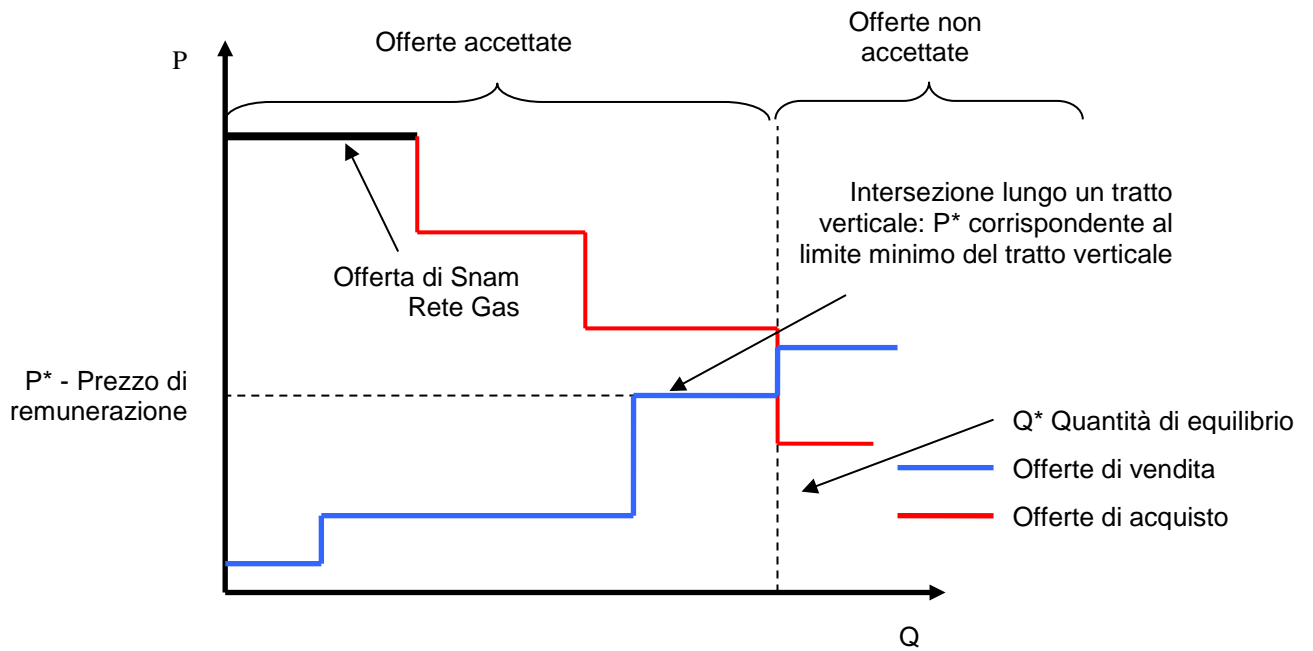 Offerte accettate
Offerte non
accettate
P
Intersezione lungo un tratto
verticale: P* corrispondente al
limite minimo del tratto verticale
Offerta di Snam
Rete Gas
P* - Prezzo di
remunerazione
Q* Quantità di equilibrio
Offerte di vendita
Offerte di acquisto
Q